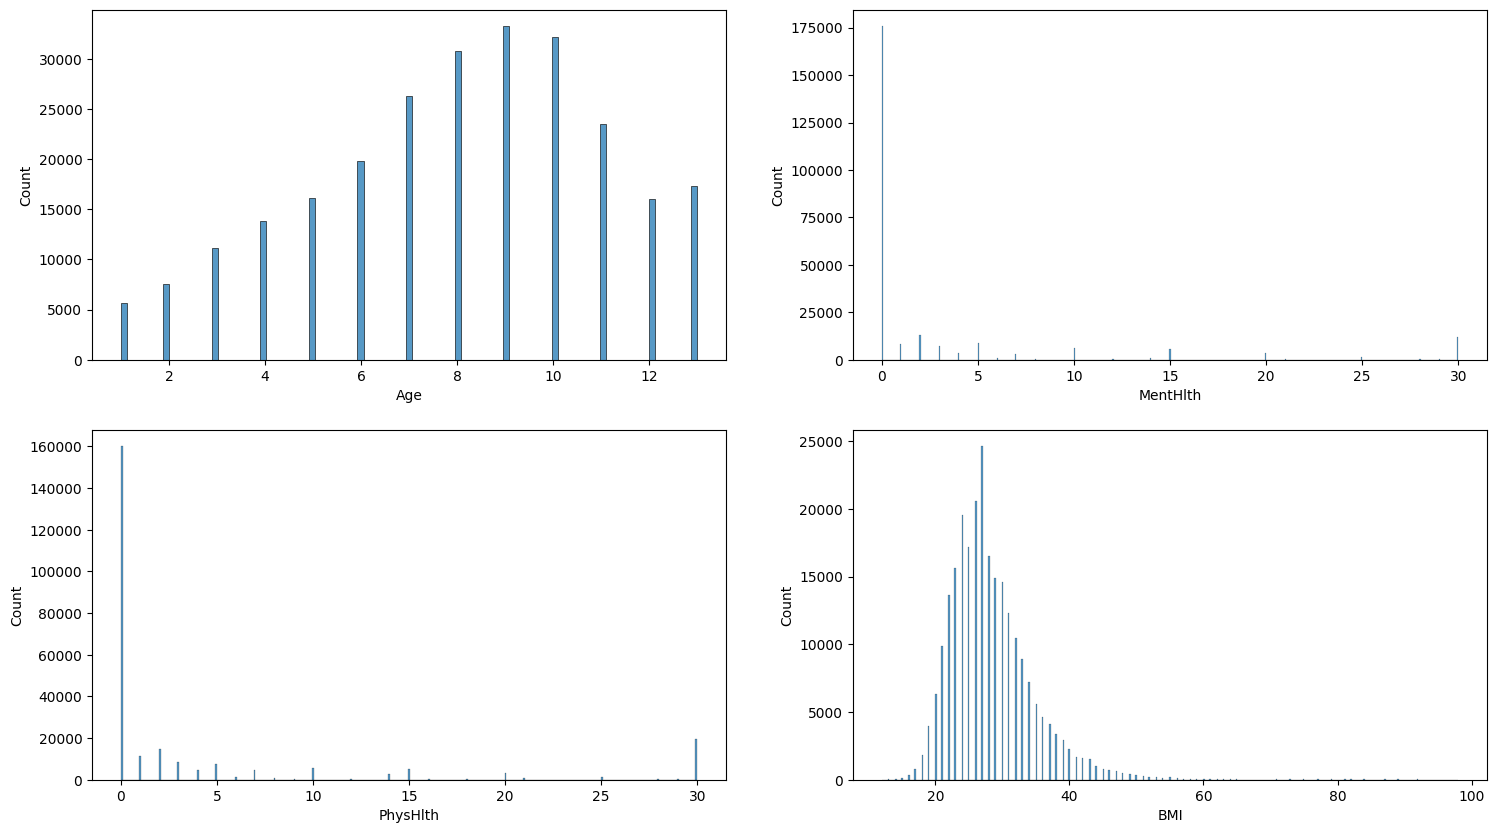 30000
25000
20000
15000
10000
5000
0
Count
2 4 6 8 10 12
Age
175000
150000
125000
100000
75000
50000
25000
0
Count
0 5 10 15 20 25 30
MentHlth
160000
140000
120000
100000
80000
60000
40000
20000
0
Count
0 5 10 15 20 25 30
PhysHlth
25000
20000
15000
10000
5000
0
Count
20 40 60 80 100
BMI